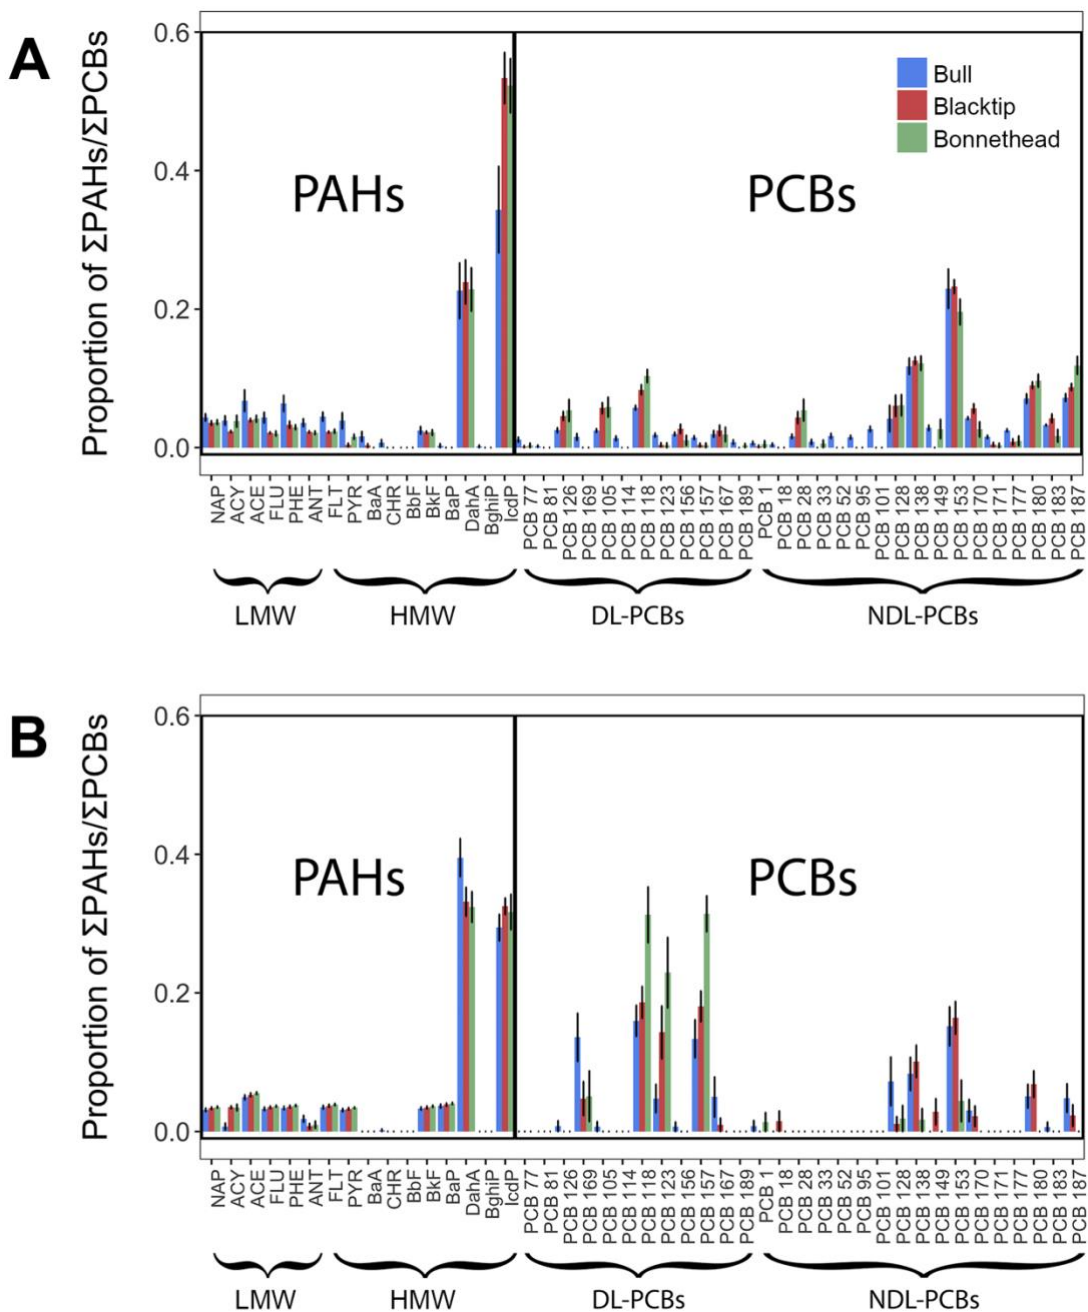 A
Proportion of ΣPAHs/ΣPCBs
0.6
0.4
0.2
0.0
PAHs
PCBs
Bull
Blacktip
Bonnethead
NAP
ACY
ACE
FLU
PHE
ANT
FLT
PYR
BaA
CHR
BbF
BkF
BaP
DahA
BghiP
IcdP
PCB 77
PCB 81
PCB 126
PCB 169
PCB 105
PCB 114
PCB 118
PCB 123
PCB 156
PCB 157
PCB 167
PCB 189
PCB 1
PCB 18
PCB 28
PCB 33
PCB 52
PCB 95
PCB 101
PCB 128
PCB 138
PCB 149
PCB 153
PCB 170
PCB 171
PCB 177
PCB 180
PCB 183
PCB 187
LMW
HMW
DL-PCBs
NDL-PCBs
B
Proportion of ΣPAHs/ΣPCBs
0.6
0.4
0.2
0.0
PAHs
PCBs
NAP
ACY
ACE
FLU
PHE
ANT
FLT
PYR
BaA
CHR
BbF
BkF
BaP
DahA
BghiP
IcdP
PCB 77
PCB 81
PCB 126
PCB 169
PCB 105
PCB 114
PCB 118
PCB 123
PCB 156
PCB 157
PCB 167
PCB 189
PCB 1
PCB 18
PCB 28
PCB 33
PCB 52
PCB 95
PCB 101
PCB 128
PCB 138
PCB 149
PCB 153
PCB 170
PCB 171
PCB 177
PCB 180
PCB 183
PCB 187
LMW
HMW
DL-PCBs
NDL-PCBs